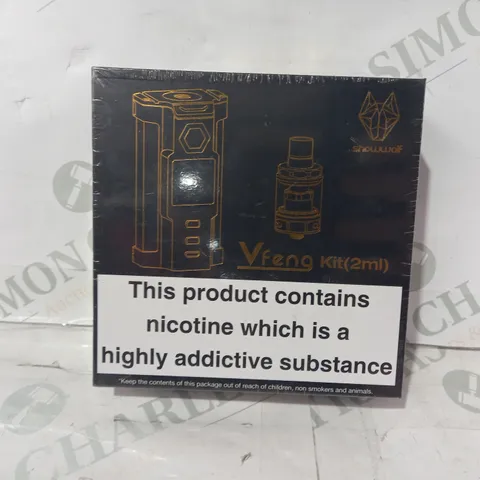 snowwolf
Vfeng Kit(2ml)
This product contains
nicotine which is a
highly addictive substance
*Keep the contents of this package out of reach of children, non smokers and animals.